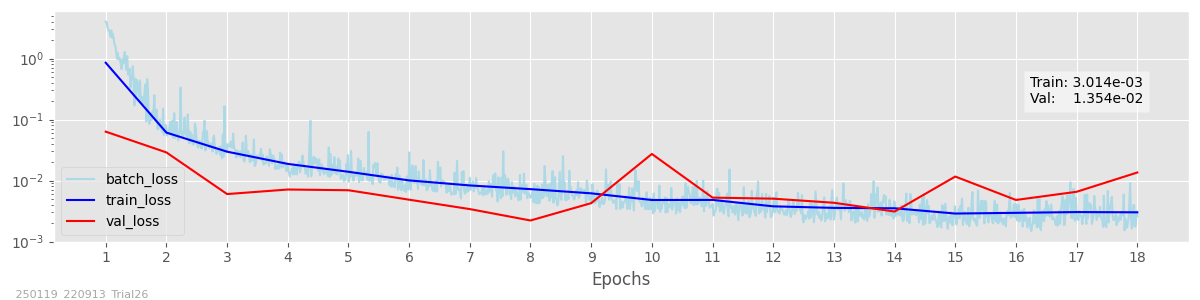 10⁰
10⁻¹
10⁻²
10⁻³
Train: 3.014e-03
Val: 1.354e-02
batch_loss
train_loss
val_loss
1 2 3 4 5 6 7 8 9 10 11 12 13 14 15 16 17 18
Epochs
250119_220913_Trial26